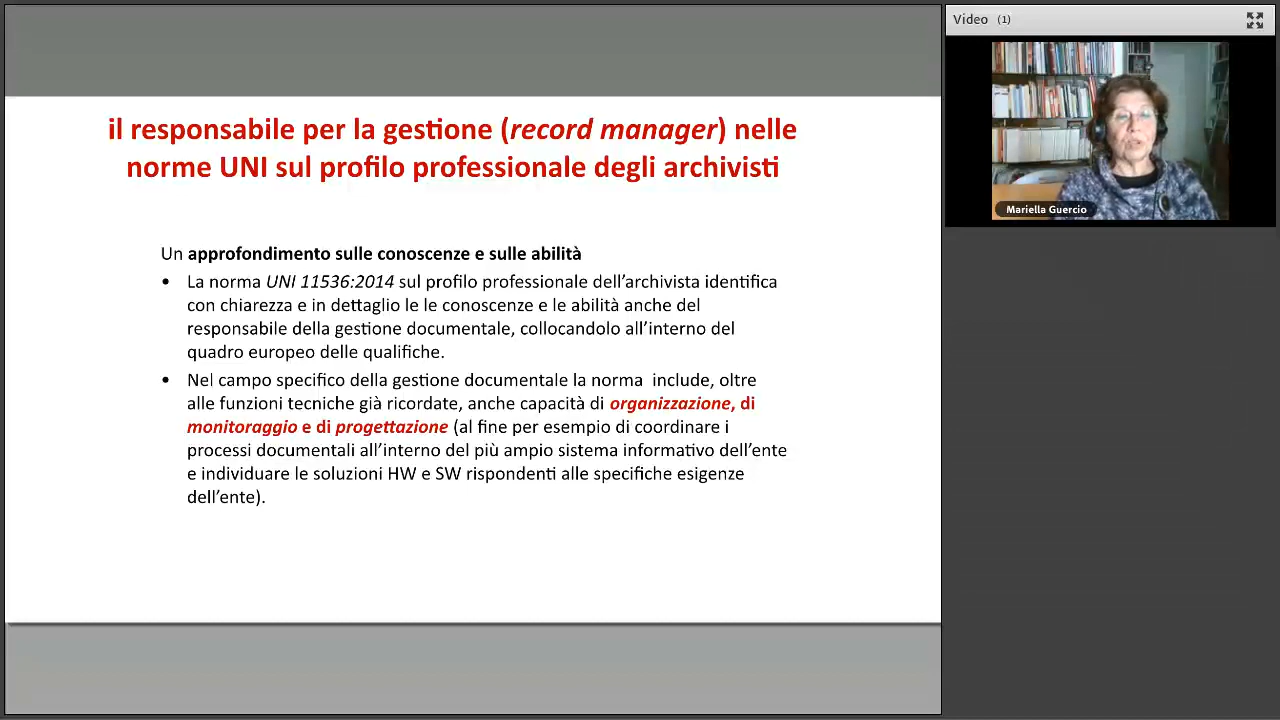 Video (1)
Mariella Guercio
il responsabile per la gestione (record manager) nelle
norme UNI sul profilo professionale degli archivisti
Un approfondimento sulle conoscenze e sulle abilità
• La norma UNI 11536:2014 sul profilo professionale dell’archivista identifica
con chiarezza e in dettaglio le le conoscenze e le abilità anche del
responsabile della gestione documentale, collocandolo all’interno del
quadro europeo delle qualifiche.
• Nel campo specifico della gestione documentale la norma include, oltre
alle funzioni tecniche già ricordate, anche capacità di organizzazione, di
monitoraggio e di progettazione (al fine per esempio di coordinare i
processi documentali all’interno del più ampio sistema informativo dell’ente
e individuare le soluzioni HW e SW rispondenti alle specifiche esigenze
dell’ente).